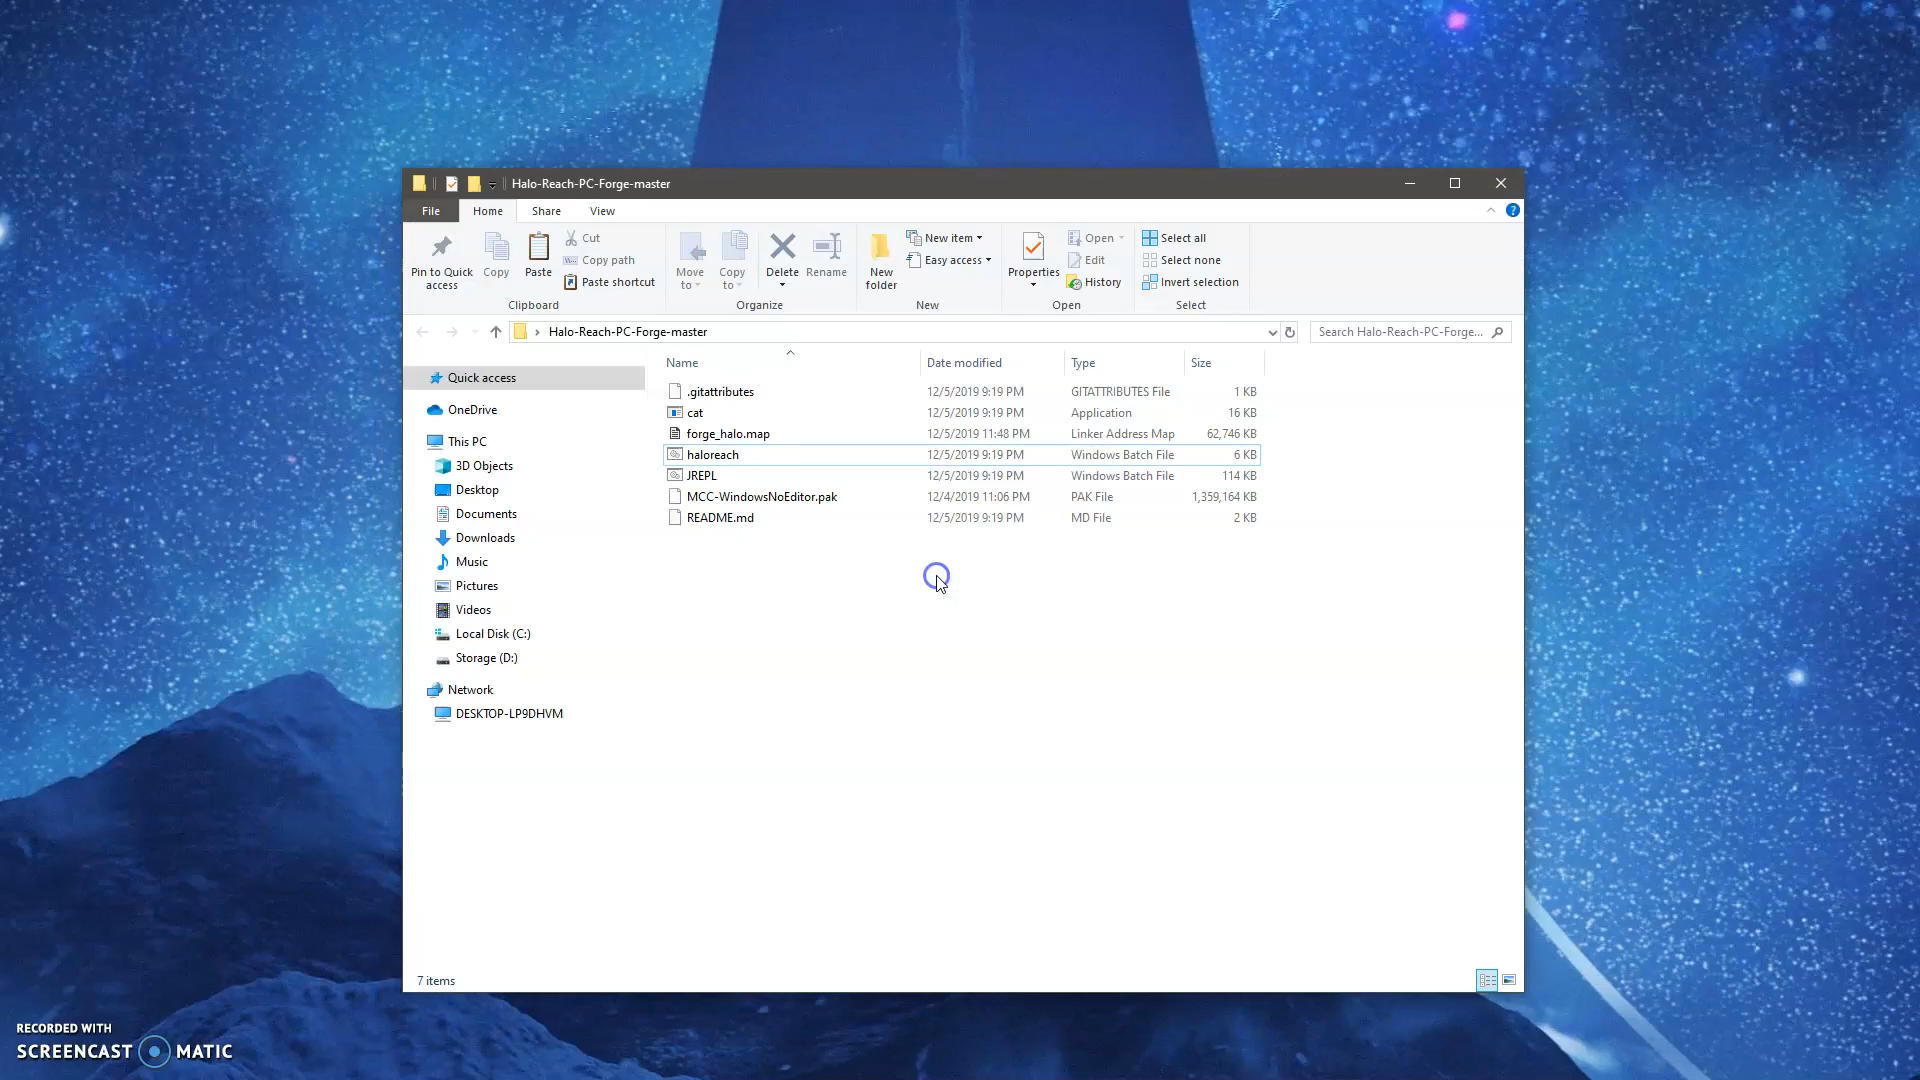 Halo-Reach-PC-Forge-master
File Home Share View
Pin to Quick access
Copy
Paste
Cut
Copy path
Paste shortcut
Clipboard
Move to
Copy to
Delete
Rename
Organize
New folder
New item
Easy access
New
Properties
Open
Edit
History
Open
Select all
Select none
Invert selection
Select
Halo-Reach-PC-Forge-master
Search Halo-Reach-PC-Forge...
Quick access
OneDrive
This PC
3D Objects
Desktop
Documents
Downloads
Music
Pictures
Videos
Local Disk (C:)
Storage (D:)
Network
DESKTOP-LP9DHVM
Name Date modified Type Size
.gitattributes 12/5/2019 9:19 PM GITATTRIBUTES File 1 KB
cat 12/5/2019 9:19 PM Application 16 KB
forge_halo.map 12/5/2019 11:48 PM Linker Address Map 62,746 KB
haloreach 12/5/2019 9:19 PM Windows Batch File 6 KB
JREPL 12/5/2019 9:19 PM Windows Batch File 114 KB
MCC-WindowsNoEditor.pak 12/4/2019 11:06 PM PAK File 1,359,164 KB
README.md 12/5/2019 9:19 PM MD File 2 KB
7 items
RECORDED WITH
SCREENCAST MATIC